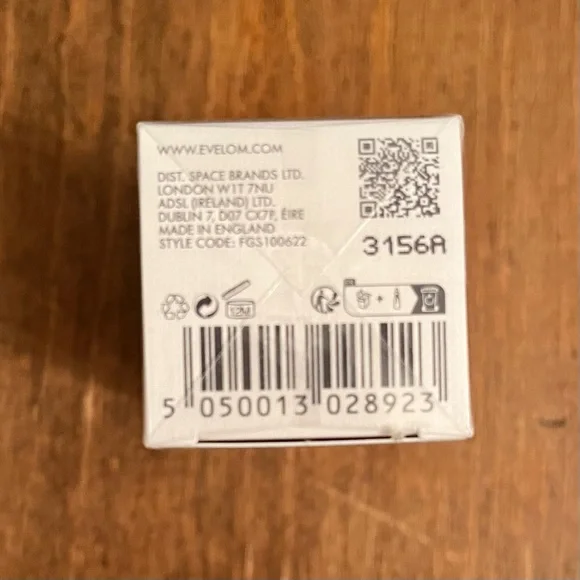 WWW.EVELOM.COM
DIST. SPACE BRANDS LTD.
LONDON W1T 7NU
ADSL (IRELAND) LTD.
DUBLIN 7, D07 CX7P, ÉIRE
MADE IN ENGLAND
STYLE CODE: FGS100622
3156A
12M
+
5 050013 028923